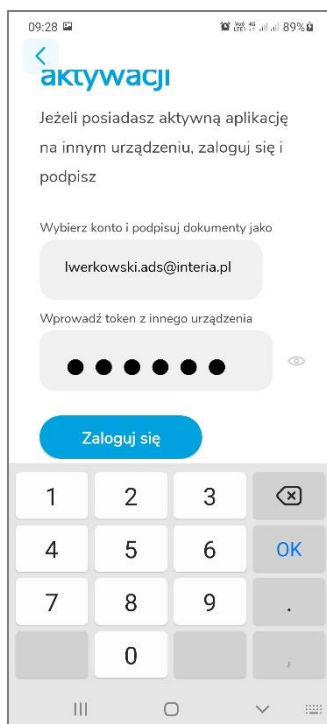 09:28 89%
aktywacji
Jeżeli posiadasz aktywną aplikację
na innym urządzeniu, zaloguj się i
podpisz
Wybierz konto i podpisuj dokumenty jako
lwerkowski.ads@interia.pl
Wprowadź token z innego urządzenia
Zaloguj się
1 2 3
4 5 6 OK
7 8 9 .
0 ,